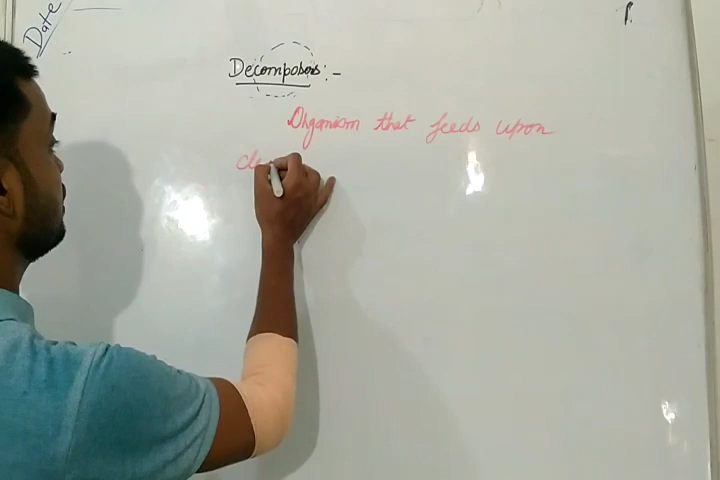 Date
Decomposers:-
Organism that feeds upon
de